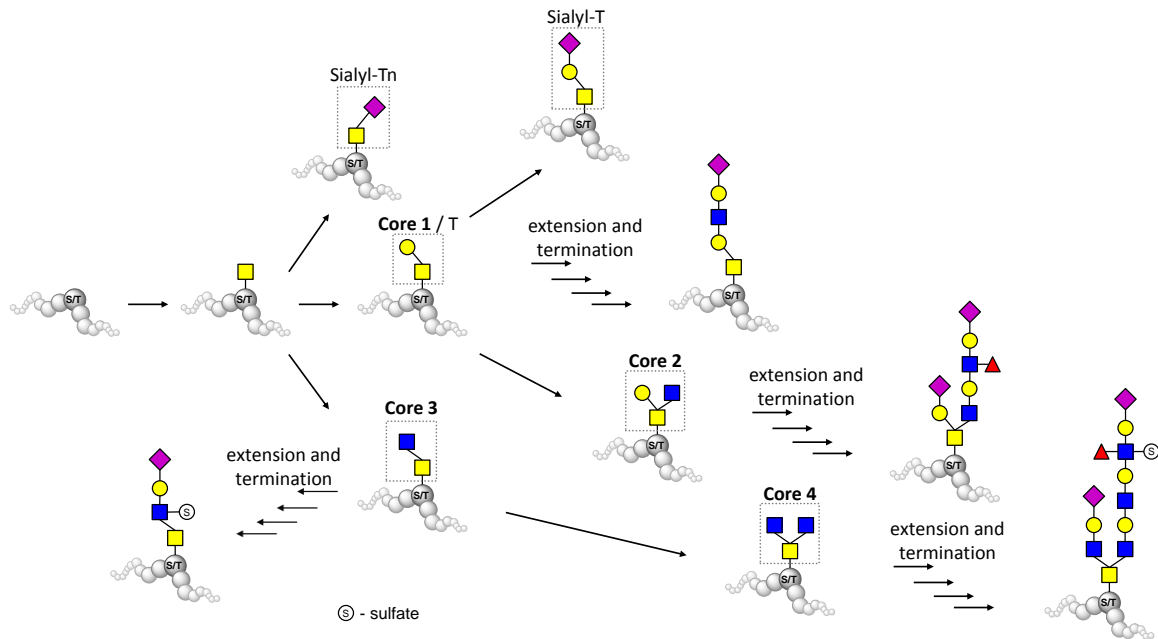 Sialyl-T
Sialyl-Tn
S/T
S/T
Core 1 / T
extension and
termination
S/T
S/T
S/T
S/T
Core 2
extension and
termination
Core 3
extension and
termination
S/T
S/T
S
S
Core 4
S/T
S/T
extension and
termination
S/T
S/T
S - sulfate